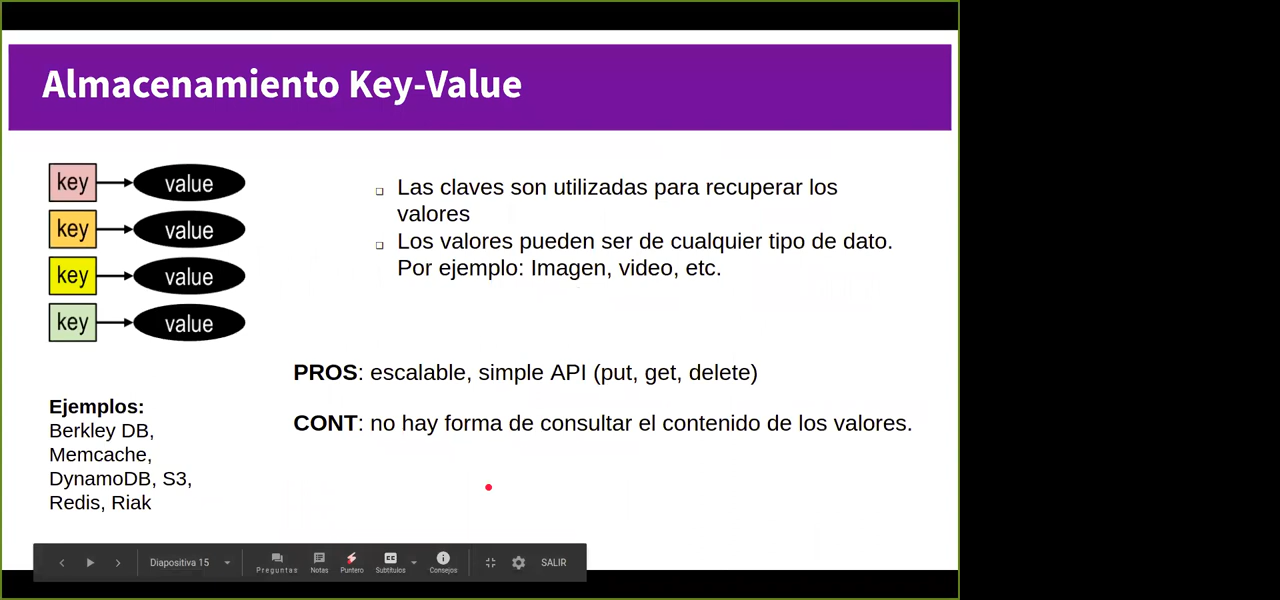 Almacenamiento Key-Value
key value
key value
key value
key value
Las claves son utilizadas para recuperar los
valores
Los valores pueden ser de cualquier tipo de dato.
Por ejemplo: Imagen, video, etc.
PROS: escalable, simple API (put, get, delete)
CONT: no hay forma de consultar el contenido de los valores.
Ejemplos:
Berkley DB,
Memcache,
DynamoDB, S3,
Redis, Riak
Diapositiva 15
Preguntas
Notas
Puntero
CC
Subtítulos
Consejos
SALIR